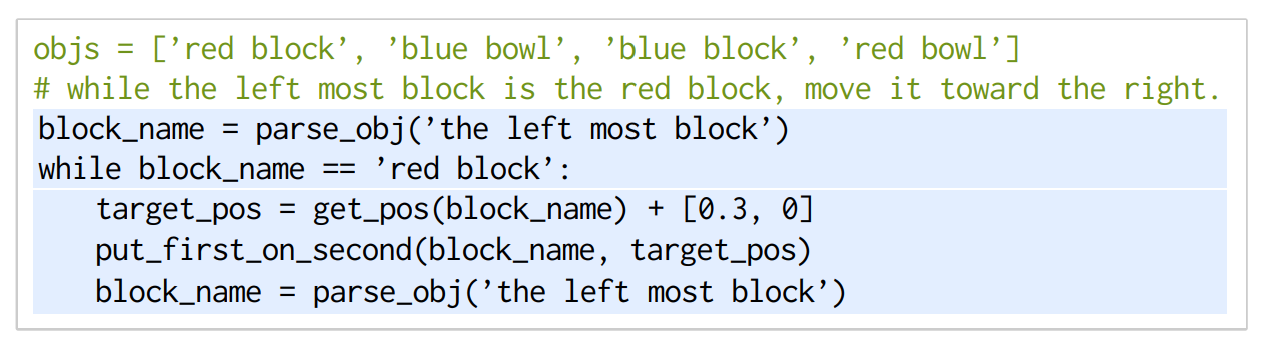 objs = [’red block’, ’blue bowl’, ’blue block’, ’red bowl’]
# while the left most block is the red block, move it toward the right.
block_name = parse_obj(’the left most block’)
while block_name == ’red block’:
    target_pos = get_pos(block_name) + [0.3, 0]
    put_first_on_second(block_name, target_pos)
    block_name = parse_obj(’the left most block’)